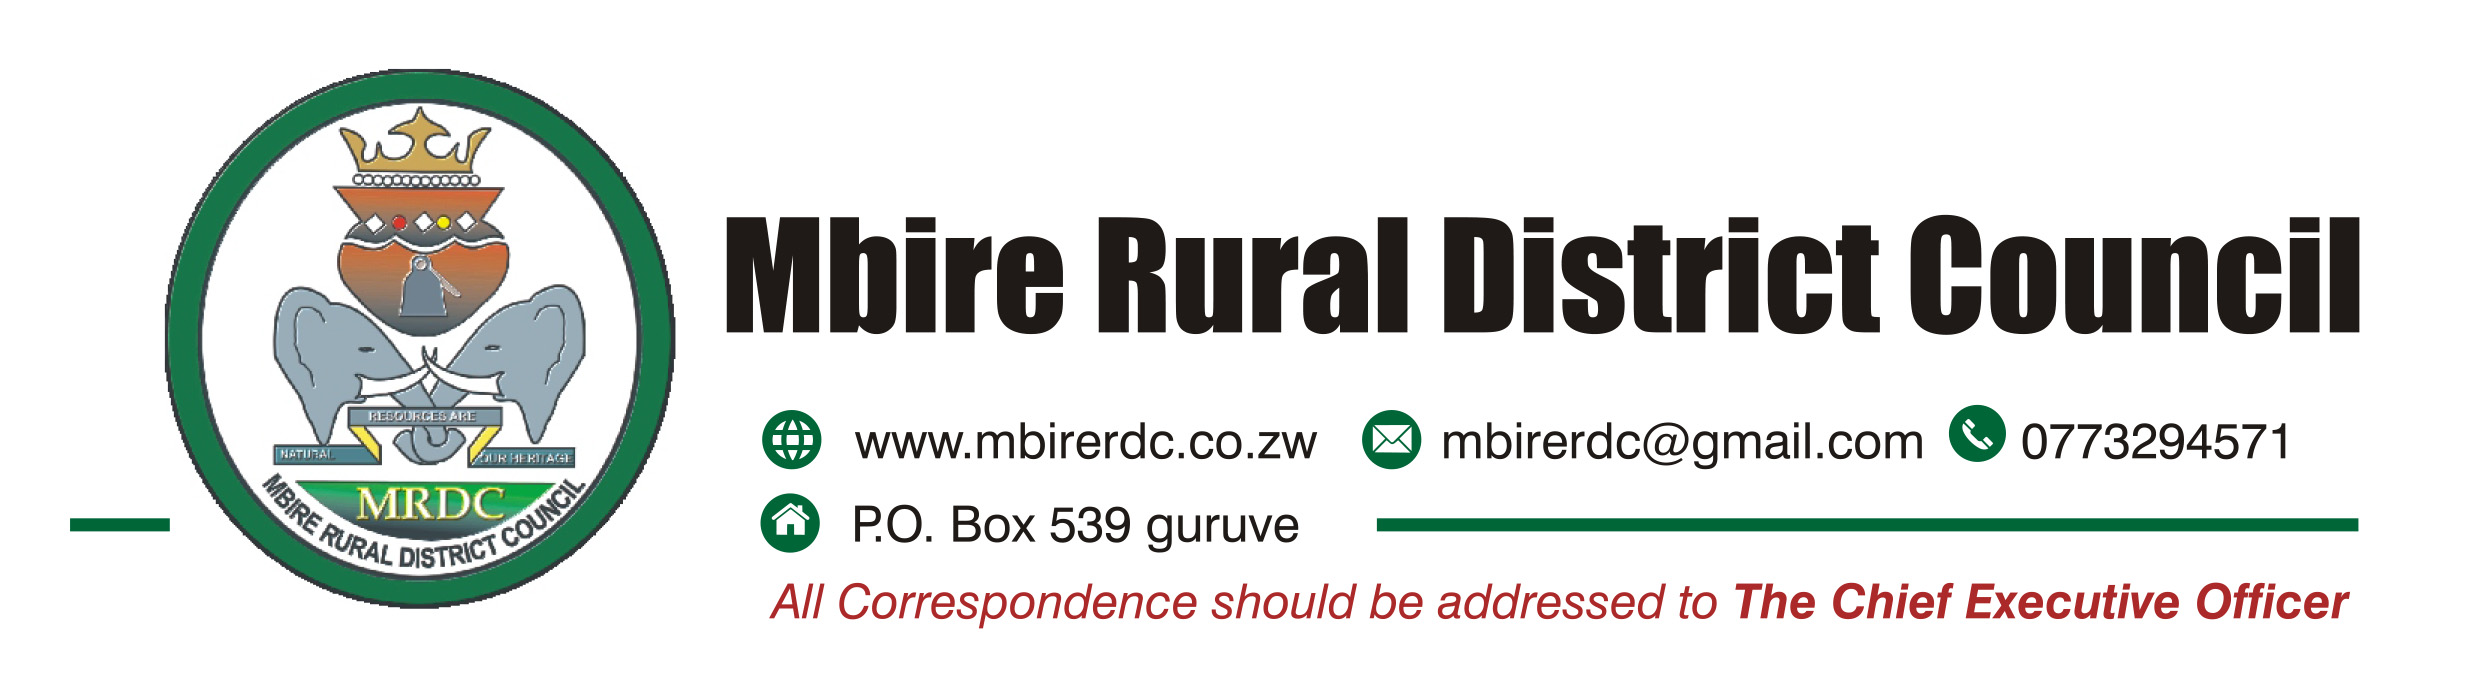 RESOURCES ARE
NATURAL
OUR HERITAGE
MRDC
MBIRE RURAL DISTRICT COUNCIL
Mbire Rural District Council
www.mbirerdc.co.zw mbirerdc@gmail.com 0773294571
P.O. Box 539 guruve
All Correspondence should be addressed to The Chief Executive Officer